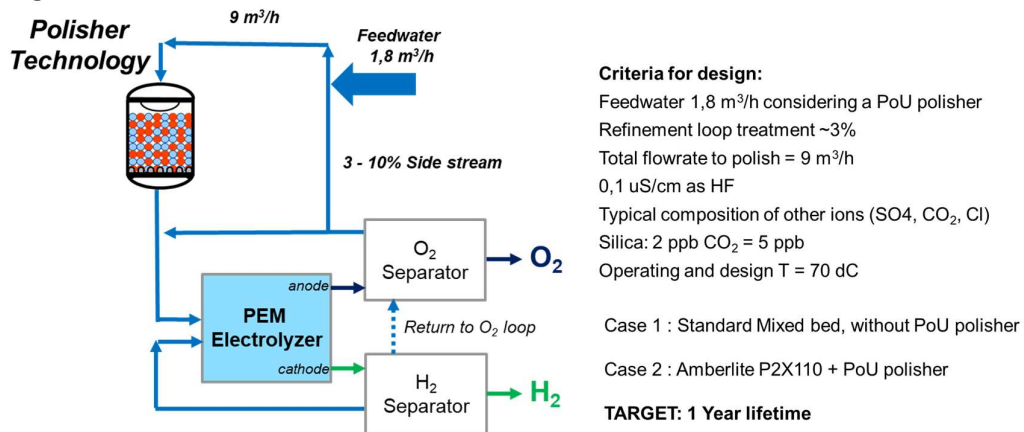 Polisher
Technology
9 m³/h
Feedwater
1,8 m³/h
3 - 10% Side stream
O₂
Separator
O₂
anode
PEM
Electrolyzer
cathode
Return to O₂ loop
H₂
Separator
H₂
Criteria for design:
Feedwater 1,8 m³/h considering a PoU polisher
Refinement loop treatment ~3%
Total flowrate to polish = 9 m³/h
0,1 uS/cm as HF
Typical composition of other ions (SO4, CO₂, Cl)
Silica: 2 ppb CO₂ = 5 ppb
Operating and design T = 70 dC
Case 1 : Standard Mixed bed, without PoU polisher
Case 2 : Amberlite P2X110 + PoU polisher
TARGET: 1 Year lifetime